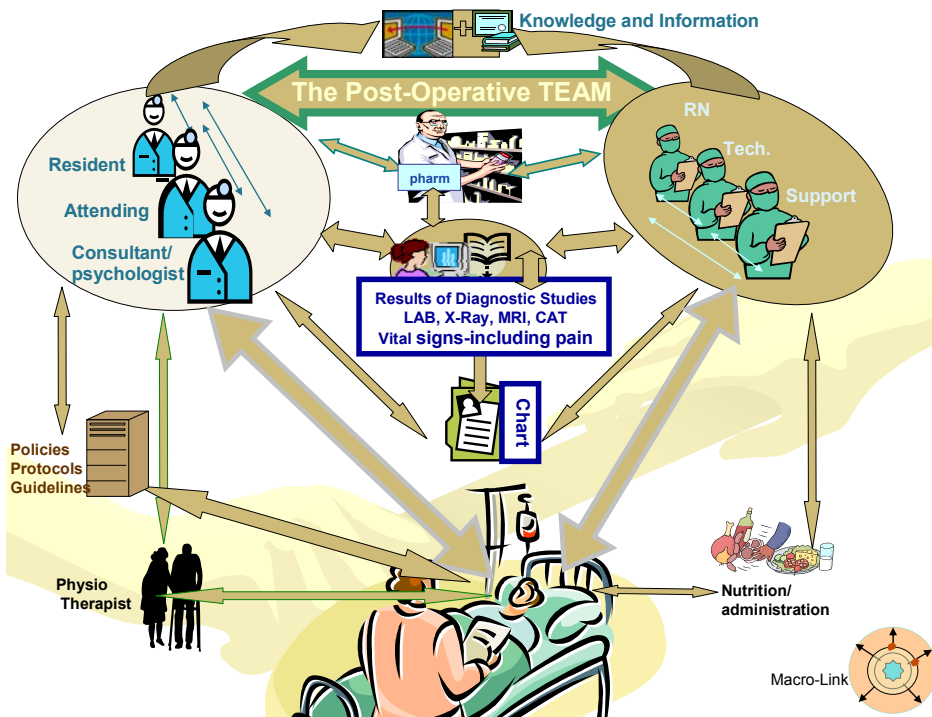 Knowledge and Information
The Post-Operative TEAM
RN
Tech.
Support
Resident
Attending
Consultant/
psychologist
pharm
Results of Diagnostic Studies
LAB, X-Ray, MRI, CAT
Vital signs-including pain
Chart
Policies
Protocols
Guidelines
Physio
Therapist
Nutrition/
administration
Macro-Link